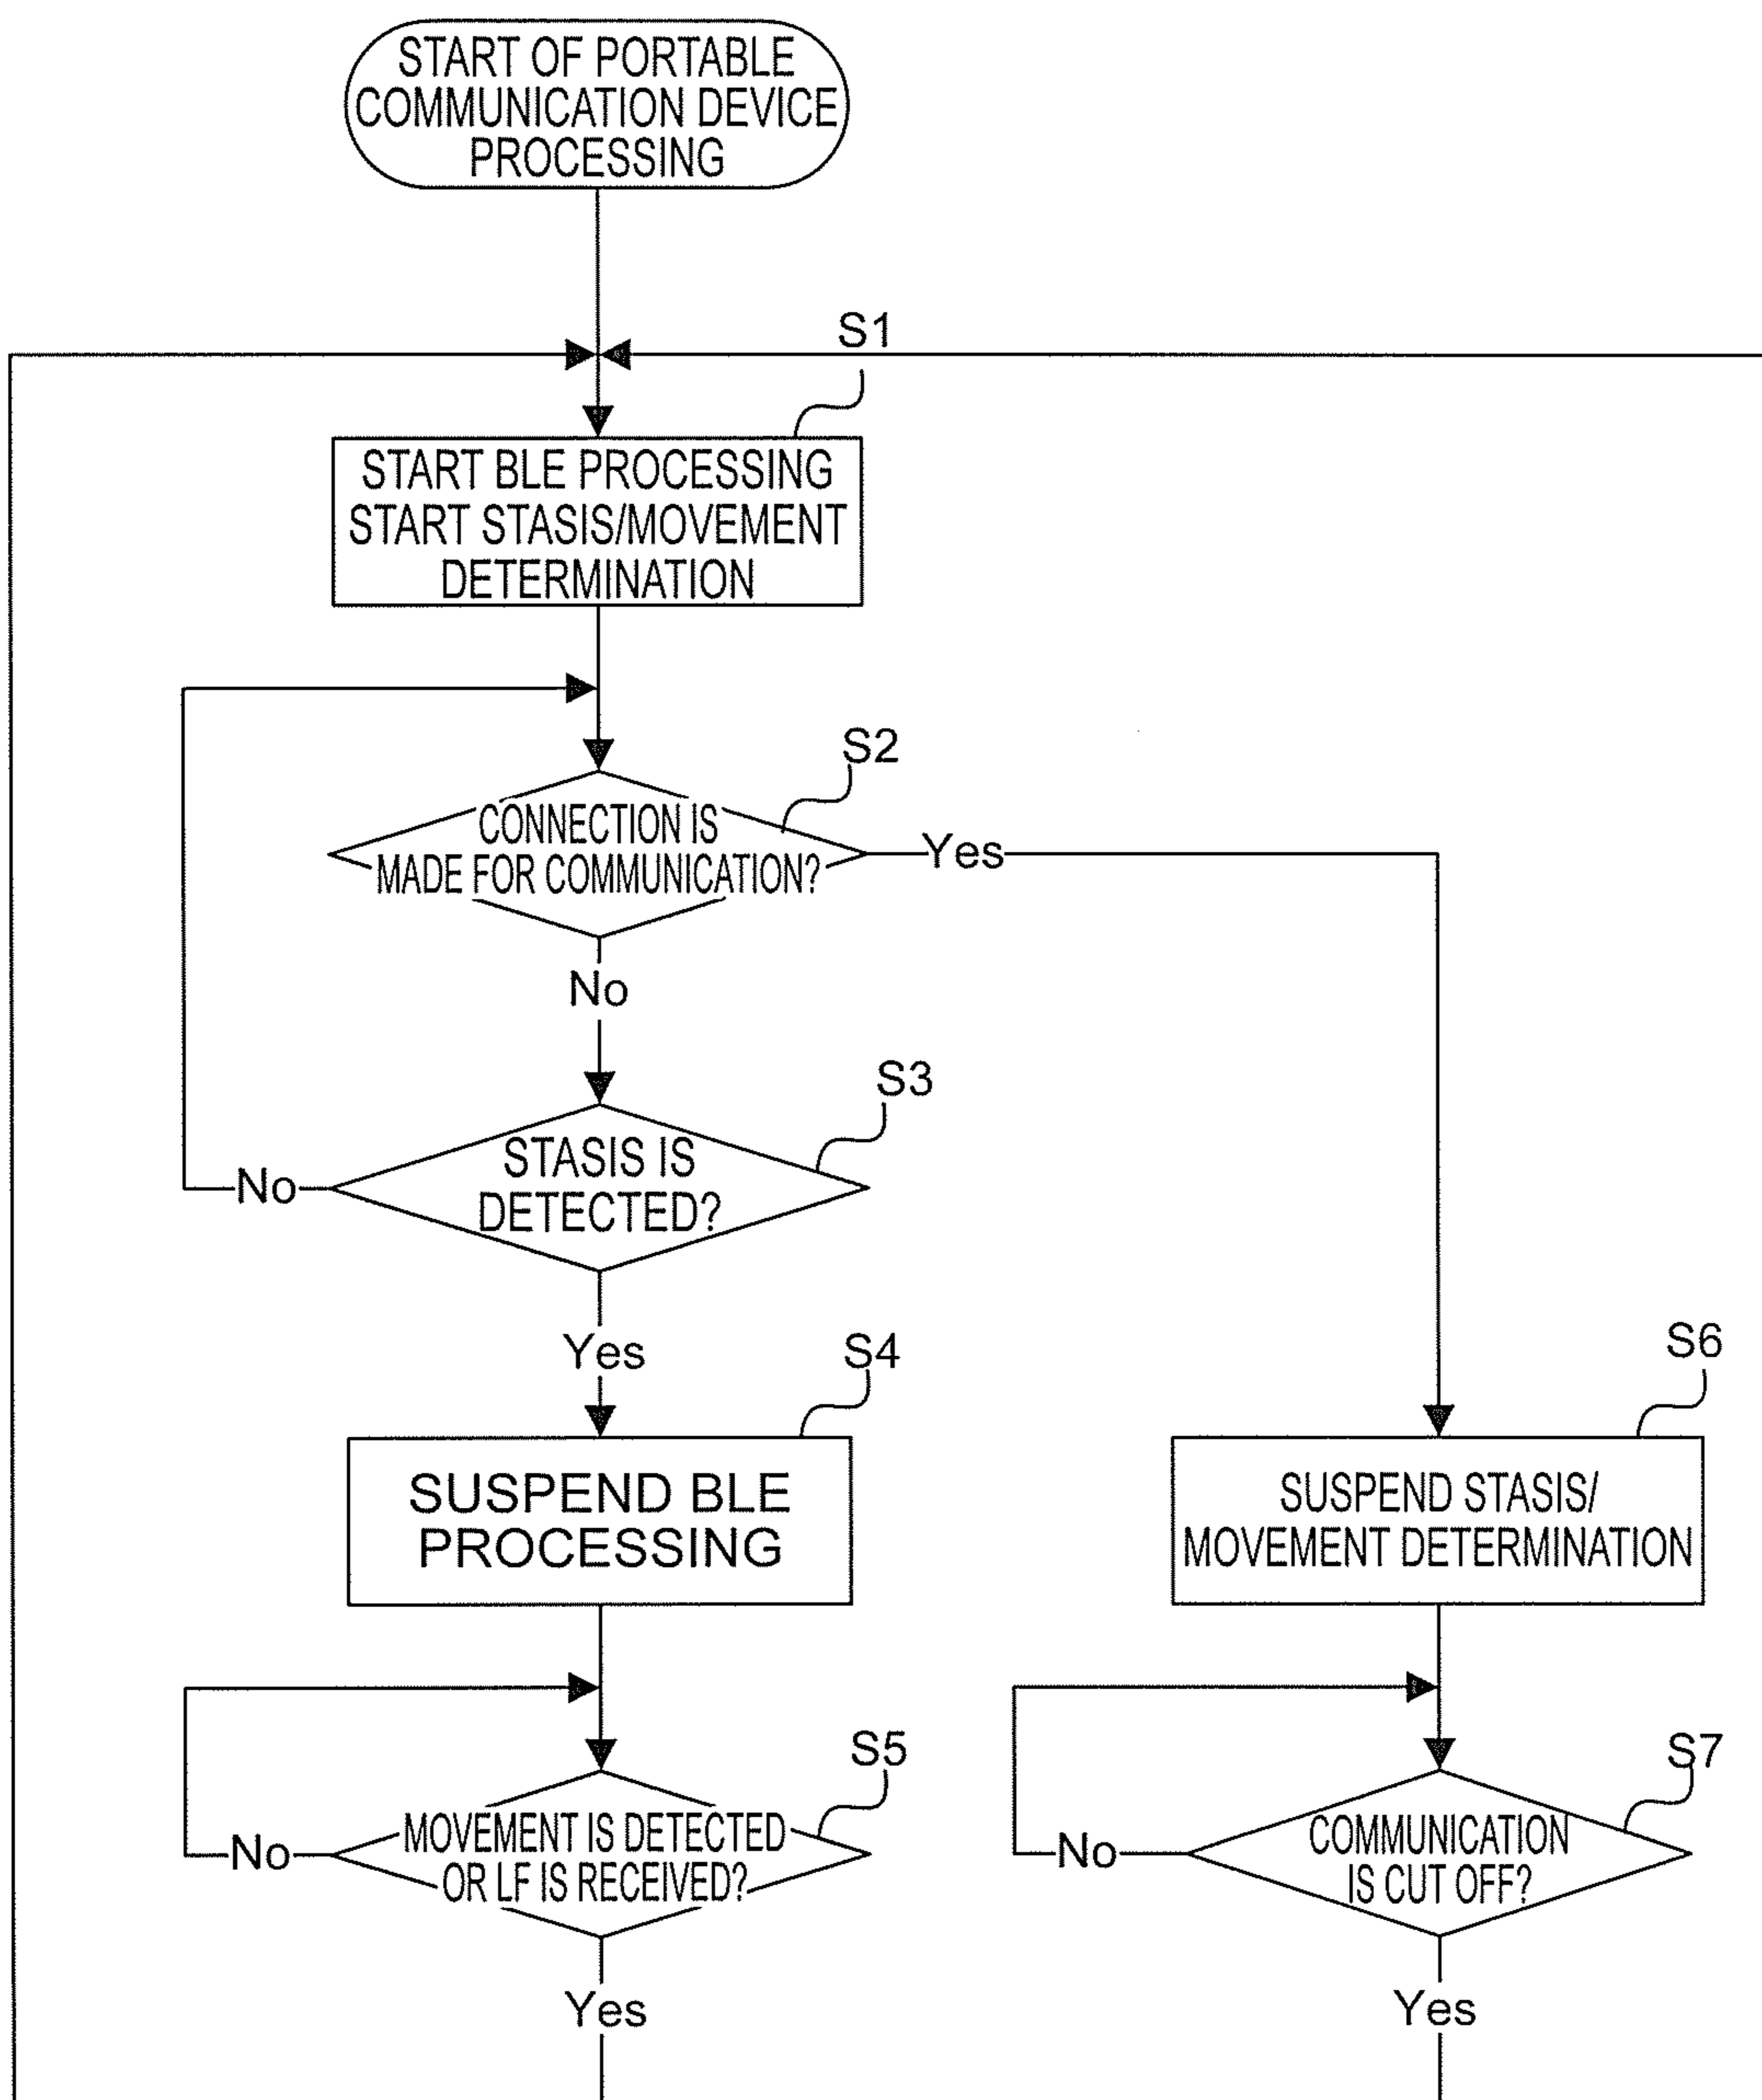 START OF PORTABLE
COMMUNICATION DEVICE
PROCESSING
S1
START BLE PROCESSING
START STASIS/MOVEMENT
DETERMINATION
S2
CONNECTION IS
MADE FOR COMMUNICATION?
Yes
No
S3
STASIS IS
DETECTED?
No
Yes
S4
SUSPEND BLE
PROCESSING
S6
SUSPEND STASIS/
MOVEMENT DETERMINATION
S5
MOVEMENT IS DETECTED
OR LF IS RECEIVED?
No
Yes
S7
COMMUNICATION
IS CUT OFF?
No
Yes